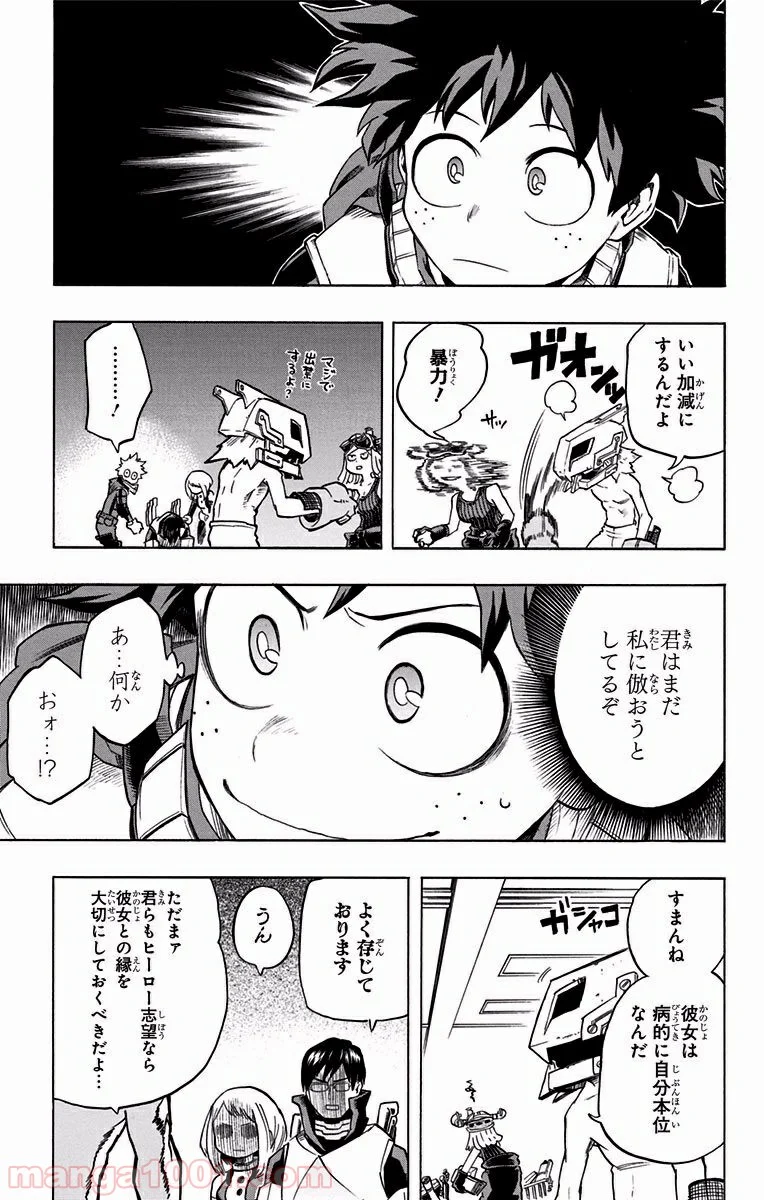 いい加減に
するんだよ
ガオンッ
暴力!
ザッ
マジで
出禁に
するよ?
………!
君はまだ
私に倣おうと
してるぞ
あ…何か
おォ…!?
すまんね
彼女は
病的に自分本位
なんだ
ガシャコ
よく存じて
おります
うん
ただまァ
君らもヒーロー志望なら
彼女との縁を
大切にしておくべきだよ…